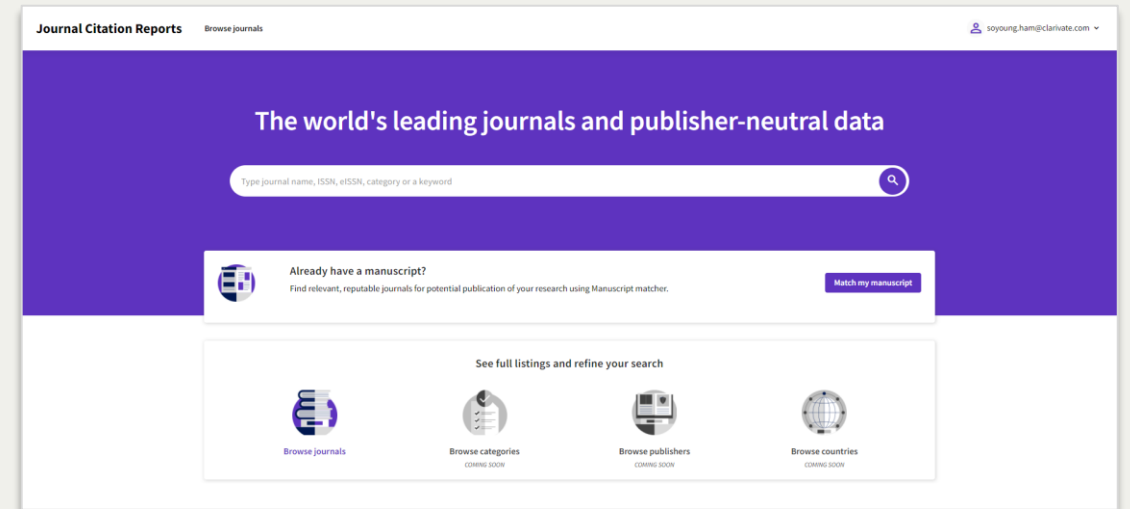 Journal Citation Reports
Browse journals
soyoung.ham@clarivate.com
The world's leading journals and publisher-neutral data
Type journal name, ISSN, eISSN, category or a keyword
Already have a manuscript?
Find relevant, reputable journals for potential publication of your research using Manuscript matcher.
Match my manuscript
See full listings and refine your search
Browse journals
Browse categories
COMING SOON
Browse publishers
COMING SOON
Browse countries
COMING SOON